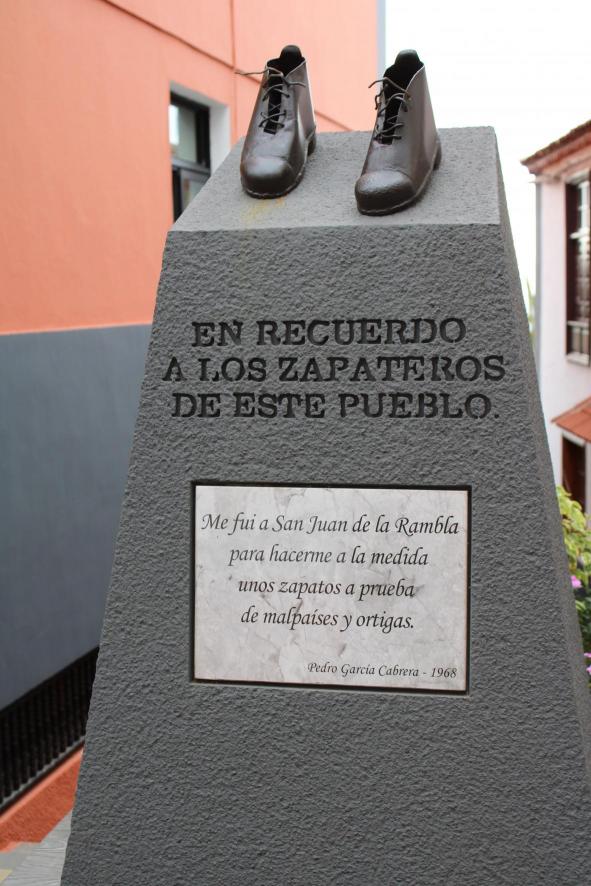 EN RECUERDO
A LOS ZAPATEROS
DE ESTE PUEBLO.
Me fui a San Juan de la Rambla
para hacerme a la medida
unos zapatos a prueba
de malpaíses y ortigas.
Pedro García Cabrera - 1968